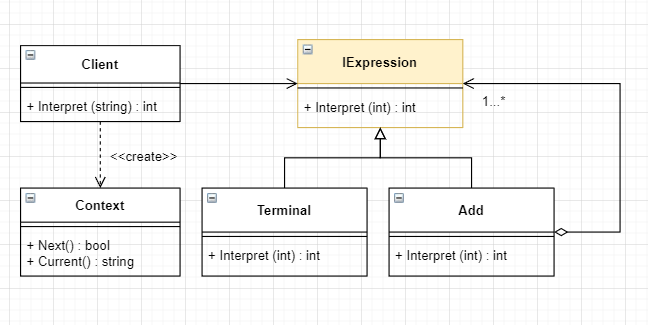 Client
+ Interpret (string) : int
IExpression
+ Interpret (int) : int
1...*
<<create>>
Context
+ Next() : bool
+ Current() : string
Terminal
+ Interpret (int) : int
Add
+ Interpret (int) : int